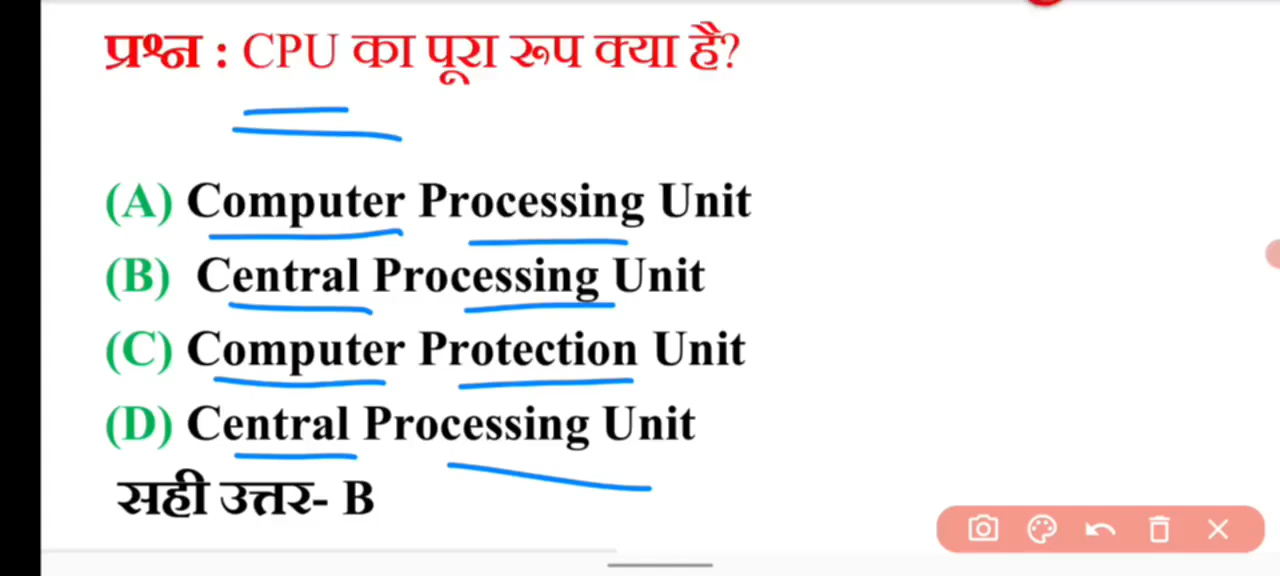 प्रश्न : CPU का पूरा रूप क्या है?
(A) Computer Processing Unit
(B) Central Processing Unit
(C) Computer Protection Unit
(D) Central Processing Unit
सही उत्तर- B